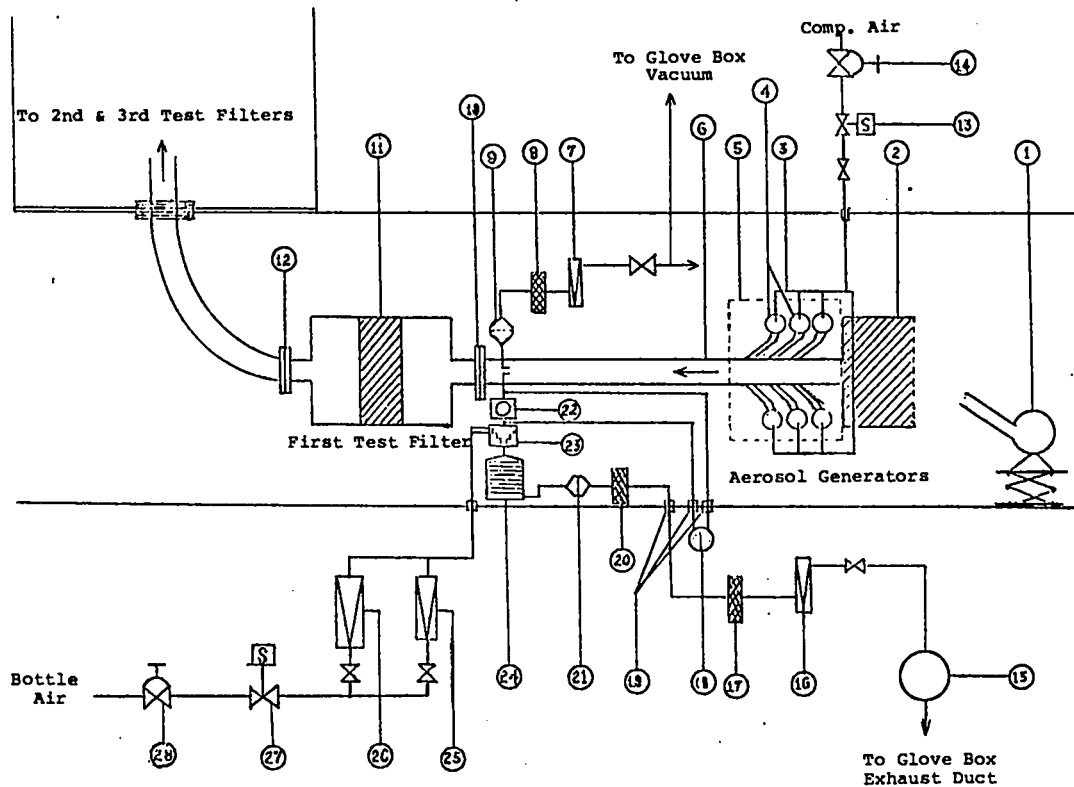 Comp. Air
To Glove Box
Vacuum
14
4
To 2nd & 3rd Test Filters
10
6
S
13
11
9
8
7
5
3
2
1
12
22
First Test Filter
23
Aerosol Generators
20
18
24
21
19
17
16
15
S
Bottle
Air
28
27
26
25
To Glove Box
Exhaust Duct